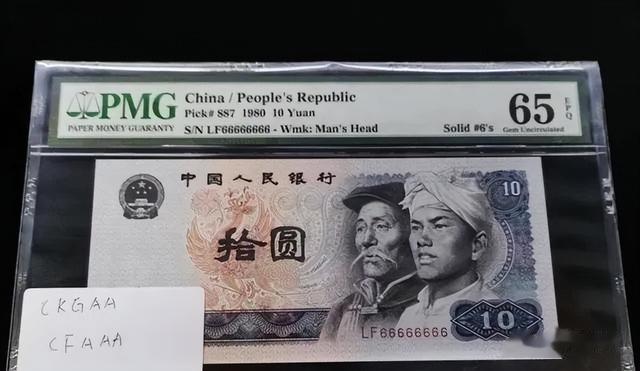 PMG
PAPER MONEY GUARANTY
China / People's Republic
Pick# 887 1980 10 Yuan
S/N LF66666666 - Wmk: Man's Head
Solid #6's
65
EPQ
Gem Uncirculated
中国人民银行
10
拾圆
LF66666666
10
CKGAA
CFAAA